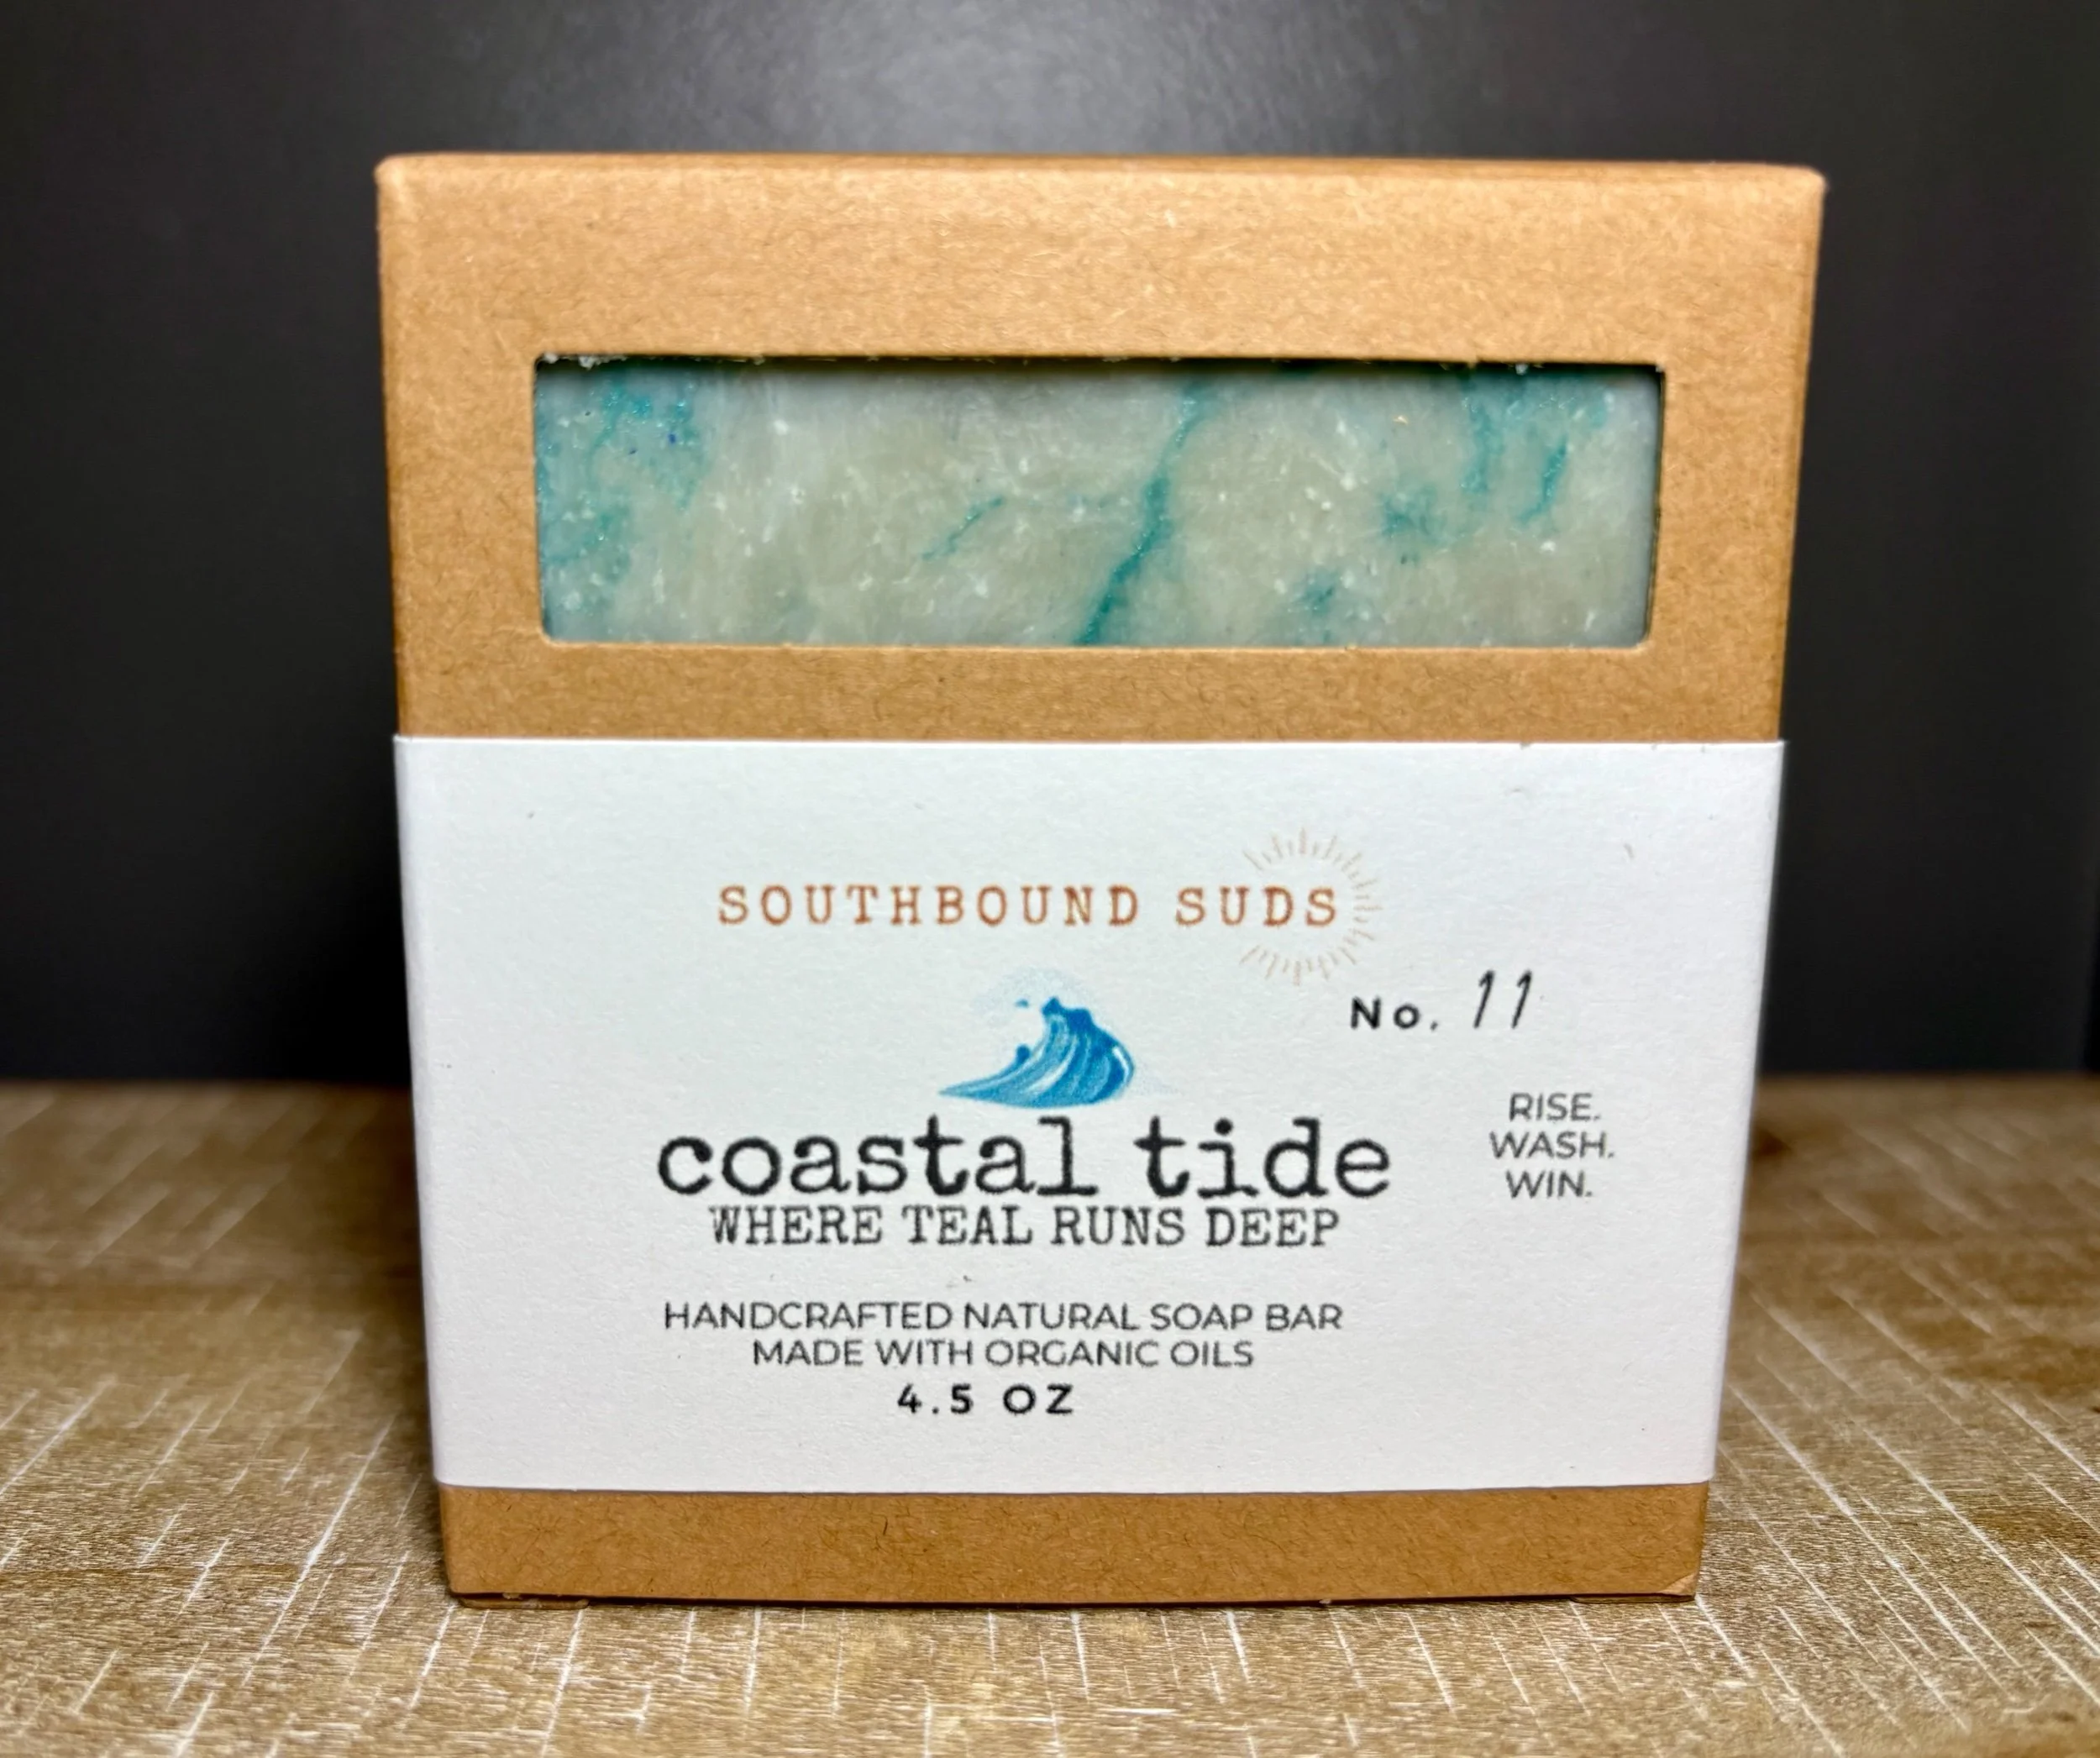 SOUTHBOUND SUDS
No. 11
coastal tide
WHERE TEAL RUNS DEEP
RISE.
WASH.
WIN.
HANDCRAFTED NATURAL SOAP BAR
MADE WITH ORGANIC OILS
4.5 OZ